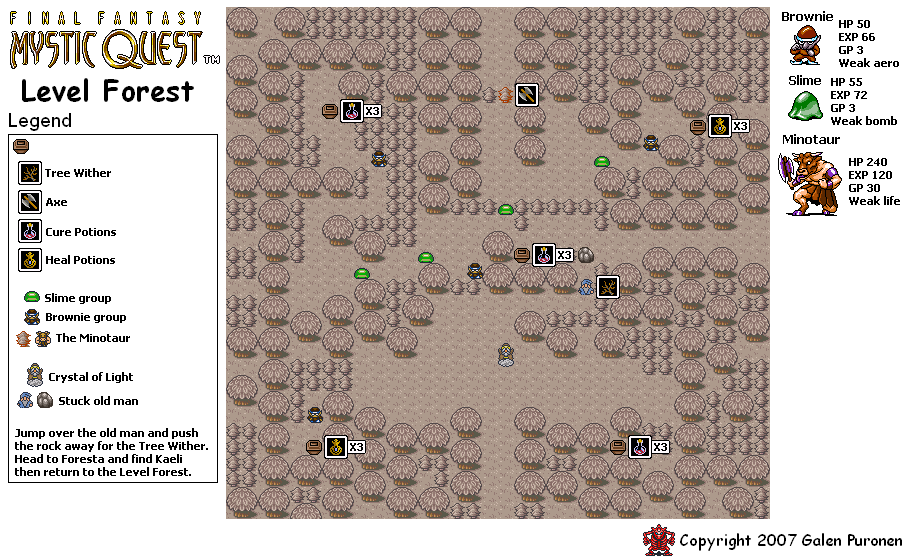 FINAL FANTASY
MYSTIC QUEST TM
Level Forest
Legend
Tree Wither
Axe
Cure Potions
Heal Potions
Slime group
Brownie group
The Minotaur
Crystal of Light
Stuck old man
Jump over the old man and push
the rock away for the Tree Wither.
Head to Foresta and find Kaeli
then return to the Level Forest.
X3
X3
X3
X3
X3
Brownie
HP 50
EXP 66
GP 3
Weak aero
Slime
HP 55
EXP 72
GP 3
Weak bomb
Minotaur
HP 240
EXP 120
GP 30
Weak life
Copyright 2007 Galen Puronen